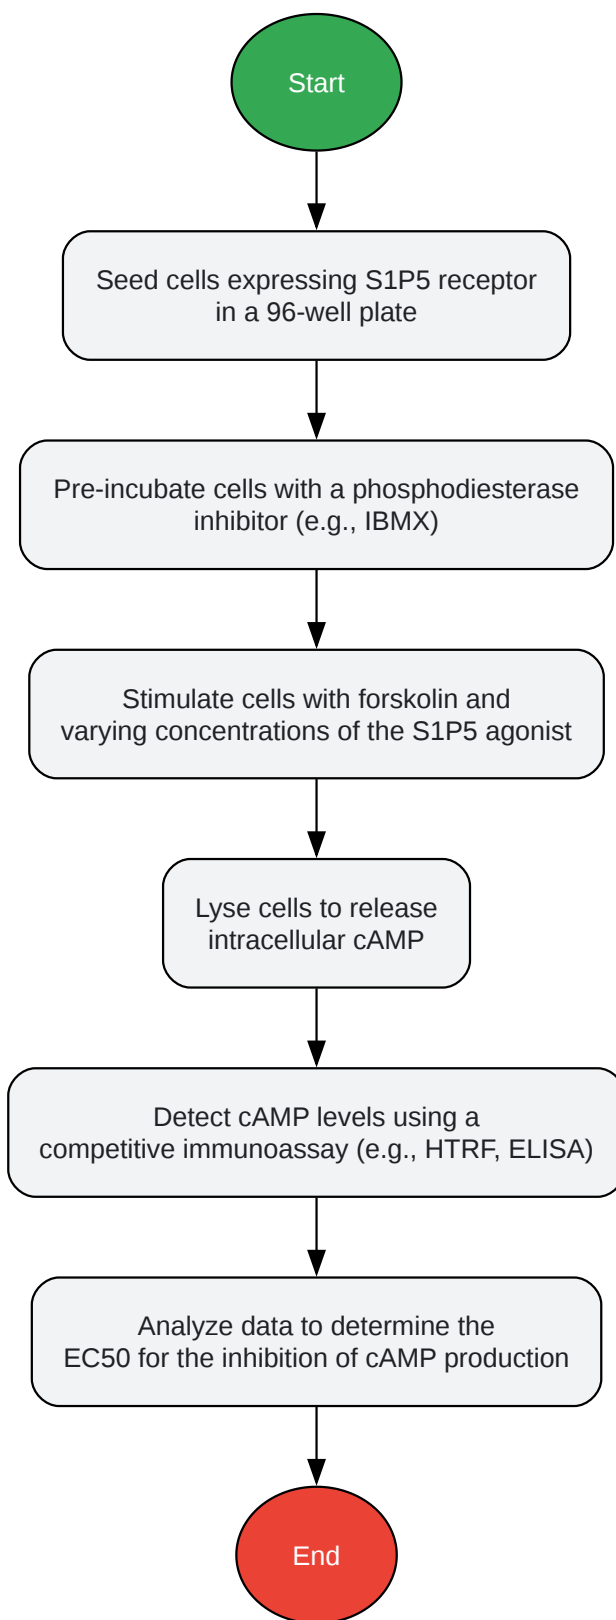 Start
Seed cells expressing S1P5 receptor
in a 96-well plate
Pre-incubate cells with a phosphodiesterase
inhibitor (e.g., IBMX)
Stimulate cells with forskolin and
varying concentrations of the S1P5 agonist
Lyse cells to release
intracellular cAMP
Detect cAMP levels using a
competitive immunoassay (e.g., HTRF, ELISA)
Analyze data to determine the
EC50 for the inhibition of cAMP production
End